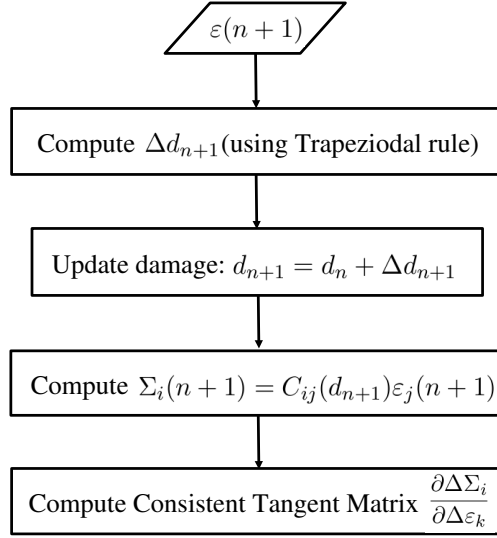 ε(n + 1)
Compute Δd_{n+1}(using Trapeziodal rule)
Update damage: d_{n+1} = d_n + Δd_{n+1}
Compute Σ_i(n + 1) = C_{ij}(d_{n+1})ε_j(n + 1)
Compute Consistent Tangent Matrix ∂ΔΣ_i/∂Δε_k